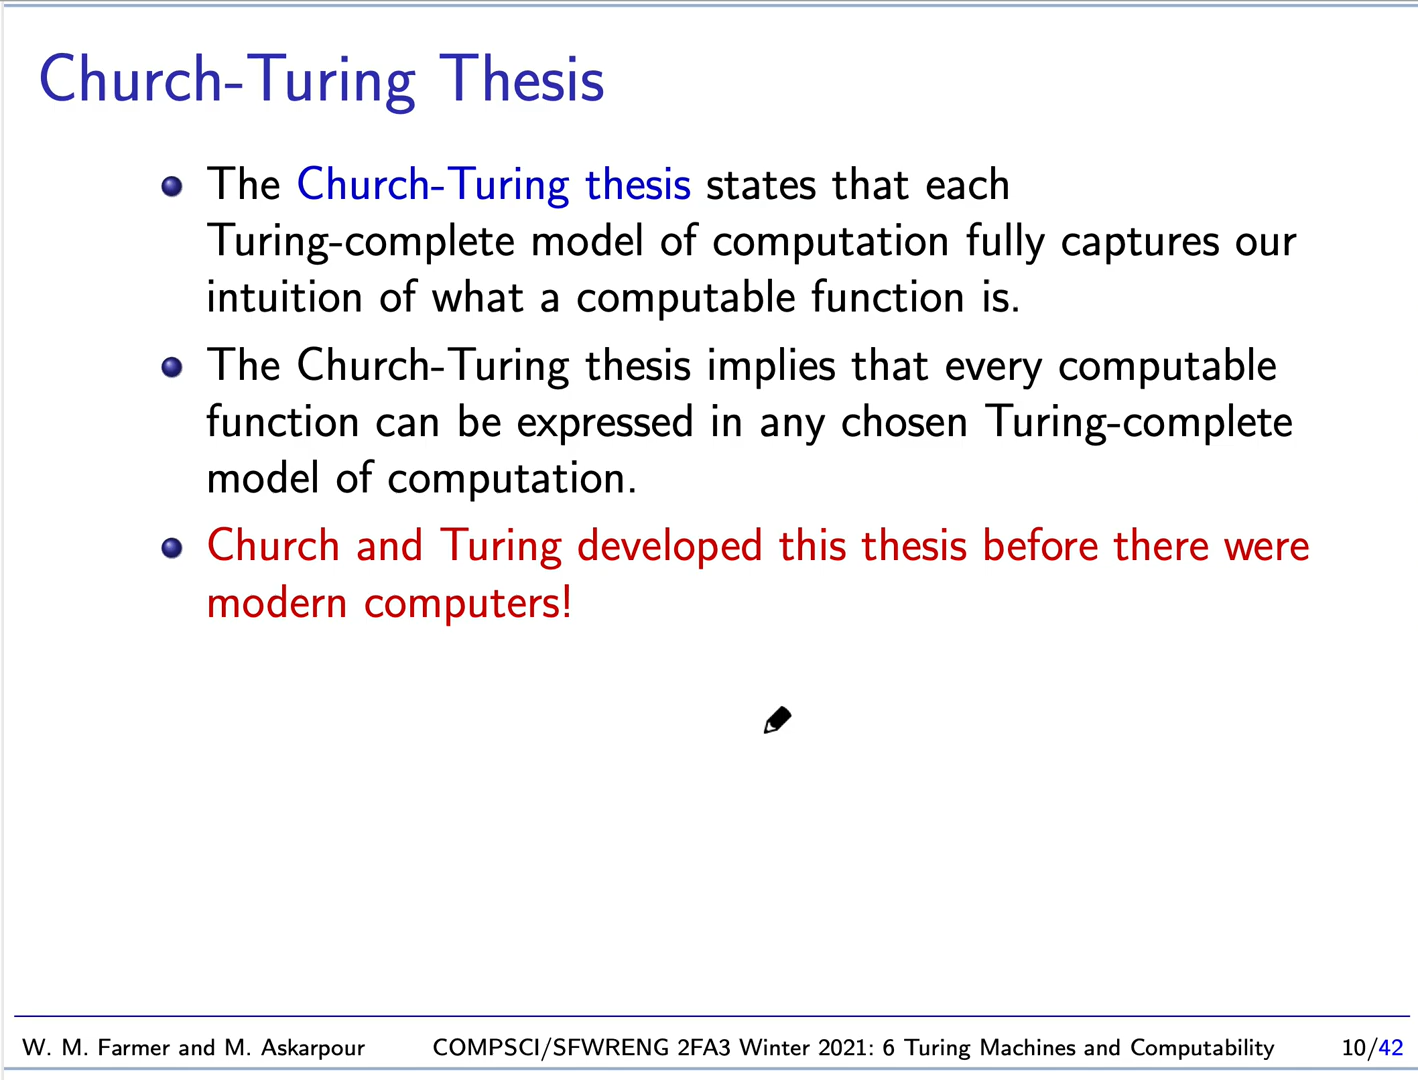 Church-Turing Thesis
The Church-Turing thesis states that each
Turing-complete model of computation fully captures our
intuition of what a computable function is.
The Church-Turing thesis implies that every computable
function can be expressed in any chosen Turing-complete
model of computation.
Church and Turing developed this thesis before there were
modern computers!
W. M. Farmer and M. Askarpour COMPSCI/SFWRENG 2FA3 Winter 2021: 6 Turing Machines and Computability 10/42